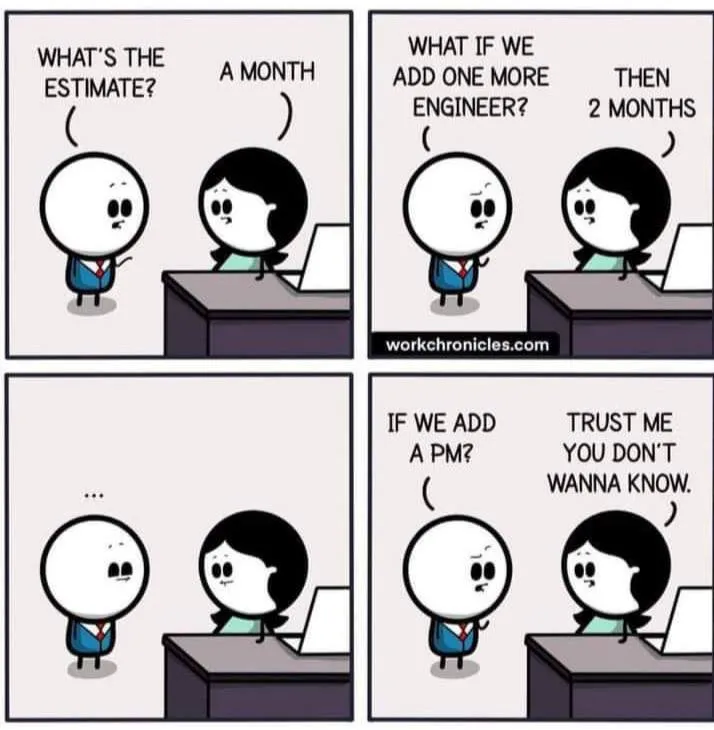 WHAT'S THE
ESTIMATE?
A MONTH
WHAT IF WE
ADD ONE MORE
ENGINEER?
THEN
2 MONTHS
workchronicles.com
...
IF WE ADD
A PM?
TRUST ME
YOU DON'T
WANNA KNOW.